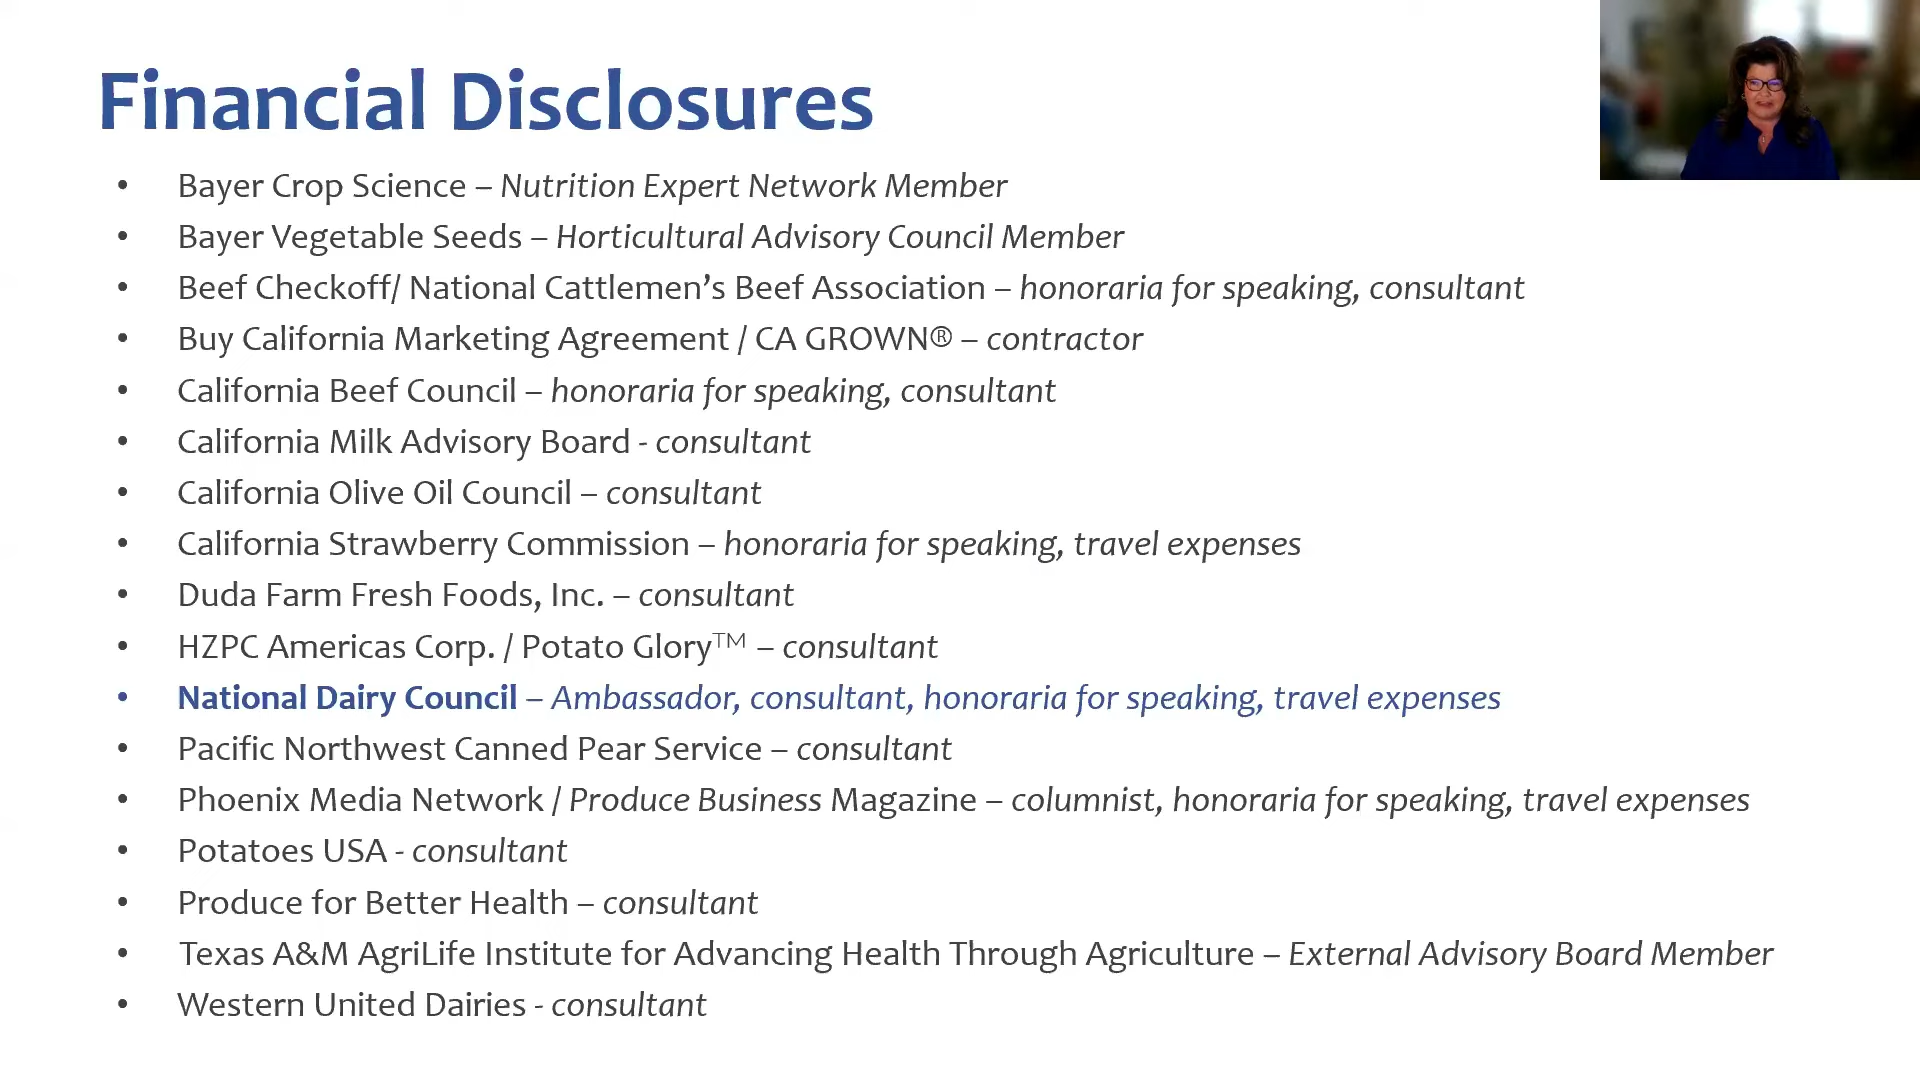 Financial Disclosures
• Bayer Crop Science – Nutrition Expert Network Member
• Bayer Vegetable Seeds – Horticultural Advisory Council Member
• Beef Checkoff/ National Cattlemen’s Beef Association – honoraria for speaking, consultant
• Buy California Marketing Agreement / CA GROWN® – contractor
• California Beef Council – honoraria for speaking, consultant
• California Milk Advisory Board - consultant
• California Olive Oil Council – consultant
• California Strawberry Commission – honoraria for speaking, travel expenses
• Duda Farm Fresh Foods, Inc. – consultant
• HZPC Americas Corp. / Potato Glory™ – consultant
• National Dairy Council – Ambassador, consultant, honoraria for speaking, travel expenses
• Pacific Northwest Canned Pear Service – consultant
• Phoenix Media Network / Produce Business Magazine – columnist, honoraria for speaking, travel expenses
• Potatoes USA - consultant
• Produce for Better Health – consultant
• Texas A&M AgriLife Institute for Advancing Health Through Agriculture – External Advisory Board Member
• Western United Dairies - consultant